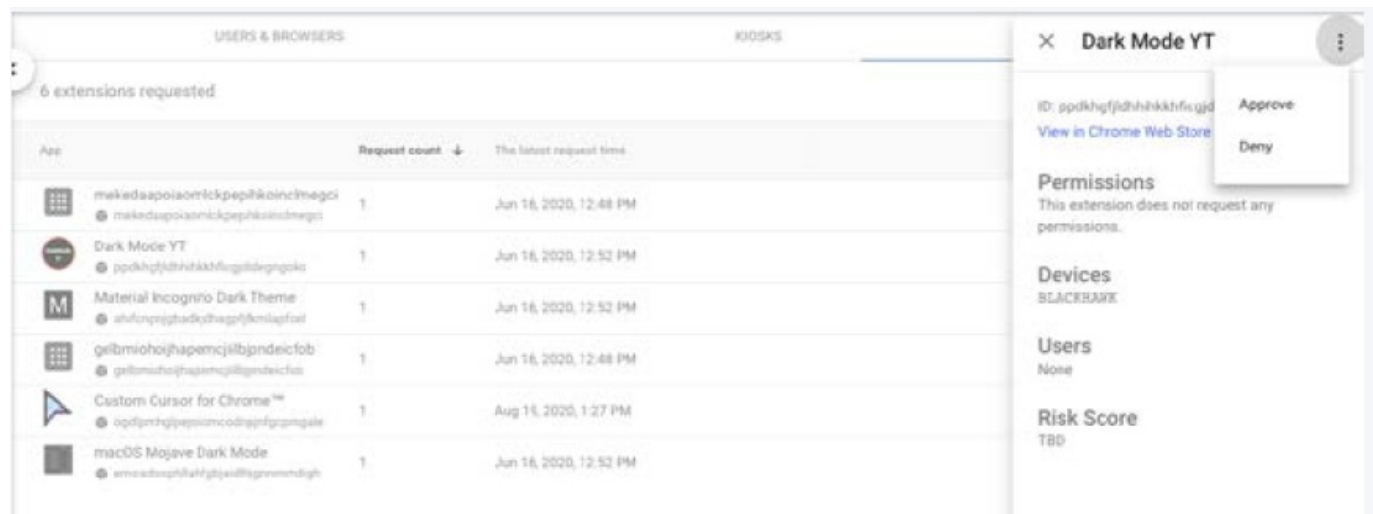 USERS & BROWSERS
KIOSKS
6 extensions requested
App
Request count
The latest request time
mekedaapoiaomlckpepihkoinclmegci
1
Jun 16, 2020, 12:48 PM
Dark Mode YT
1
Jun 16, 2020, 12:52 PM
Material Incognito Dark Theme
1
Jun 16, 2020, 12:52 PM
1
Jun 16, 2020, 12:48 PM
Custom Cursor for Chrome™
1
Aug 19, 2020, 1:27 PM
macOS Mojave Dark Mode
1
Jun 16, 2020, 12:52 PM
Dark Mode YT
ID:
View in Chrome Web Store
Approve
Deny
Permissions
This extension does not request any
permissions.
Devices
BLACKHAWK
Users
None
Risk Score
TBD